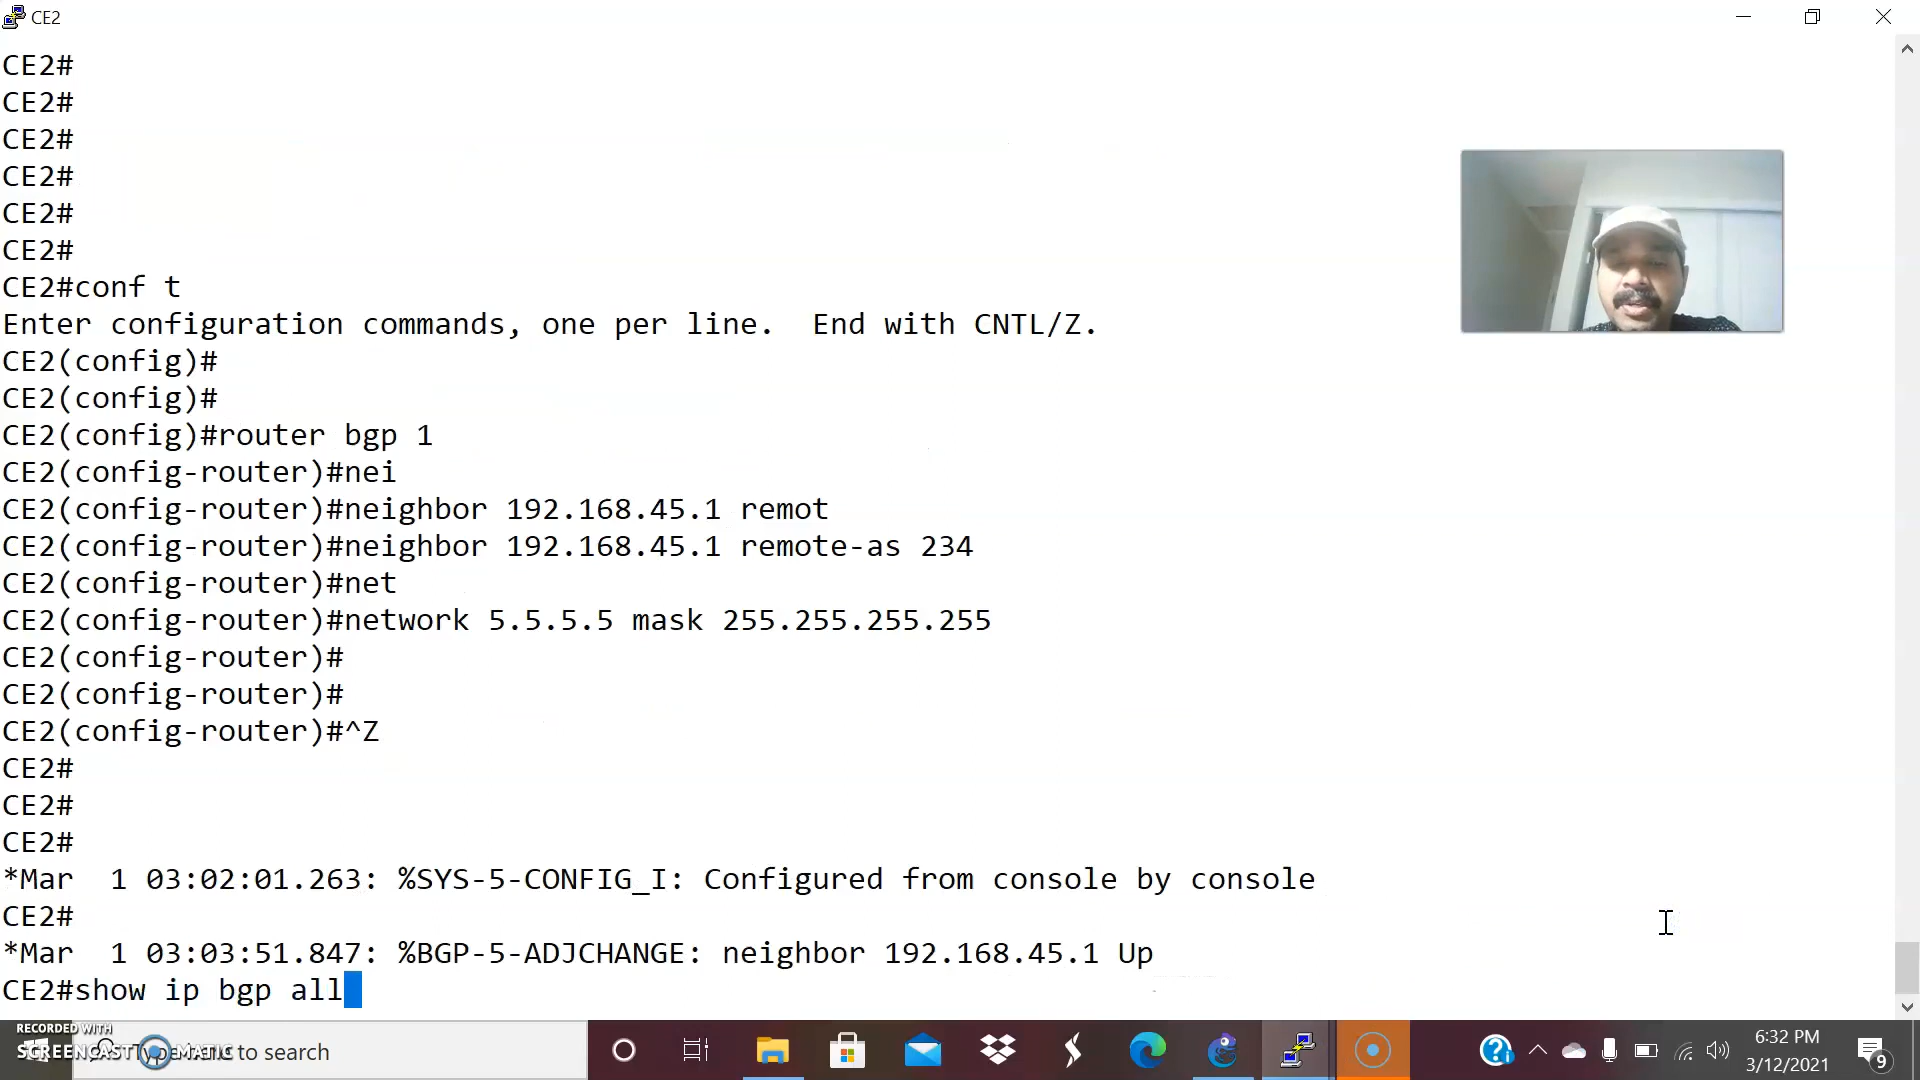 CE2
CE2#
CE2#
CE2#
CE2#
CE2#
CE2#
CE2#conf t
Enter configuration commands, one per line.  End with CNTL/Z.
CE2(config)#
CE2(config)#
CE2(config)#router bgp 1
CE2(config-router)#nei
CE2(config-router)#neighbor 192.168.45.1 remot
CE2(config-router)#neighbor 192.168.45.1 remote-as 234
CE2(config-router)#net
CE2(config-router)#network 5.5.5.5 mask 255.255.255.255
CE2(config-router)#
CE2(config-router)#
CE2(config-router)#^Z
CE2#
CE2#
CE2#
*Mar  1 03:02:01.263: %SYS-5-CONFIG_I: Configured from console by console
CE2#
*Mar  1 03:03:51.847: %BGP-5-ADJCHANGE: neighbor 192.168.45.1 Up
CE2#show ip bgp all
RECORDED WITH
SCREENCAST MATIC
Type here to search
6:32 PM
3/12/2021
9